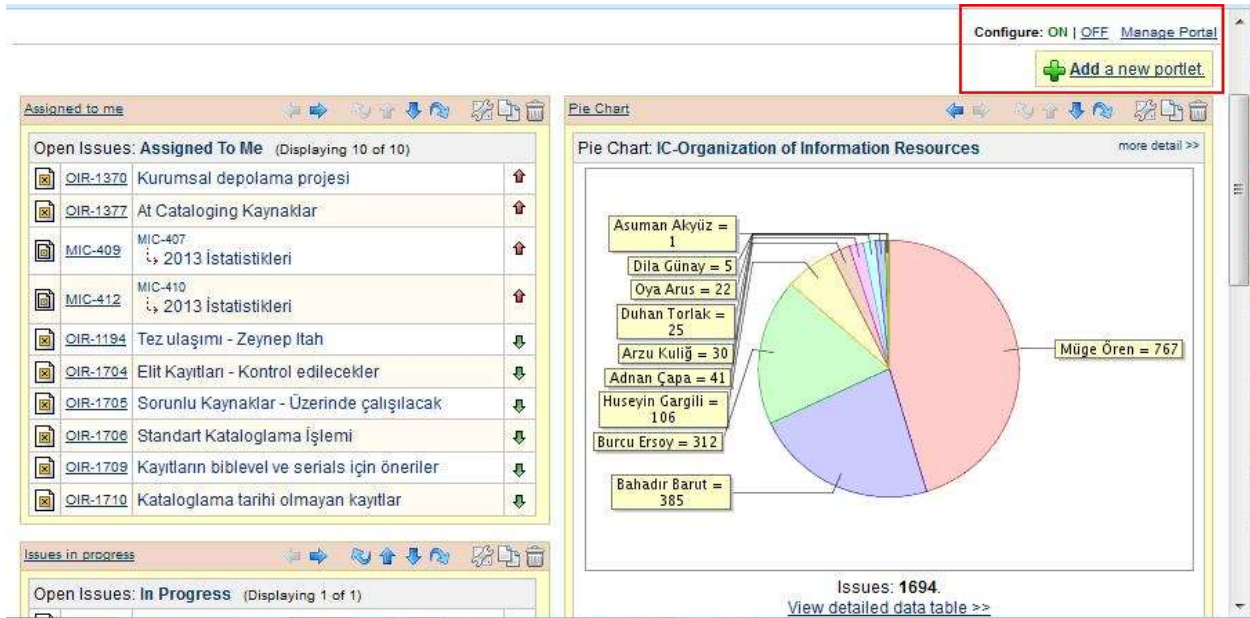 Configure: ON | OFF Manage Portal
Add a new portlet.
Assigned to me
Open Issues: Assigned To Me (Displaying 10 of 10)
OIR-1370 Kurumsal depolama projesi
OIR-1377 At Cataloging Kaynaklar
MIC-407
MIC-409 2013 İstatistikleri
MIC-410
MIC-412 2013 İstatistikleri
OIR-1194 Tez ulaşımı - Zeynep Itah
OIR-1704 Elit Kayıtları - Kontrol edilecekler
OIR-1705 Sorunlu Kaynaklar - Üzerinde çalışılacak
OIR-1706 Standart Kataloglama İşlemi
OIR-1709 Kayıtların biblevel ve serials için öneriler
OIR-1710 Kataloglama tarihi olmayan kayıtlar
Issues in progress
Open Issues: In Progress (Displaying 1 of 1)
Pie Chart
Pie Chart: IC-Organization of Information Resources more detail >>
Asuman Akyüz =
1
Dila Günay = 5
Oya Arus = 22
Duhan Torlak =
25
Arzu Kuliğ = 30
Adnan Çapa = 41
Huseyin Gargili =
106
Burcu Ersoy = 312
Bahadır Barut =
385
Müge Ören = 767
Issues: 1694.
View detailed data table >>